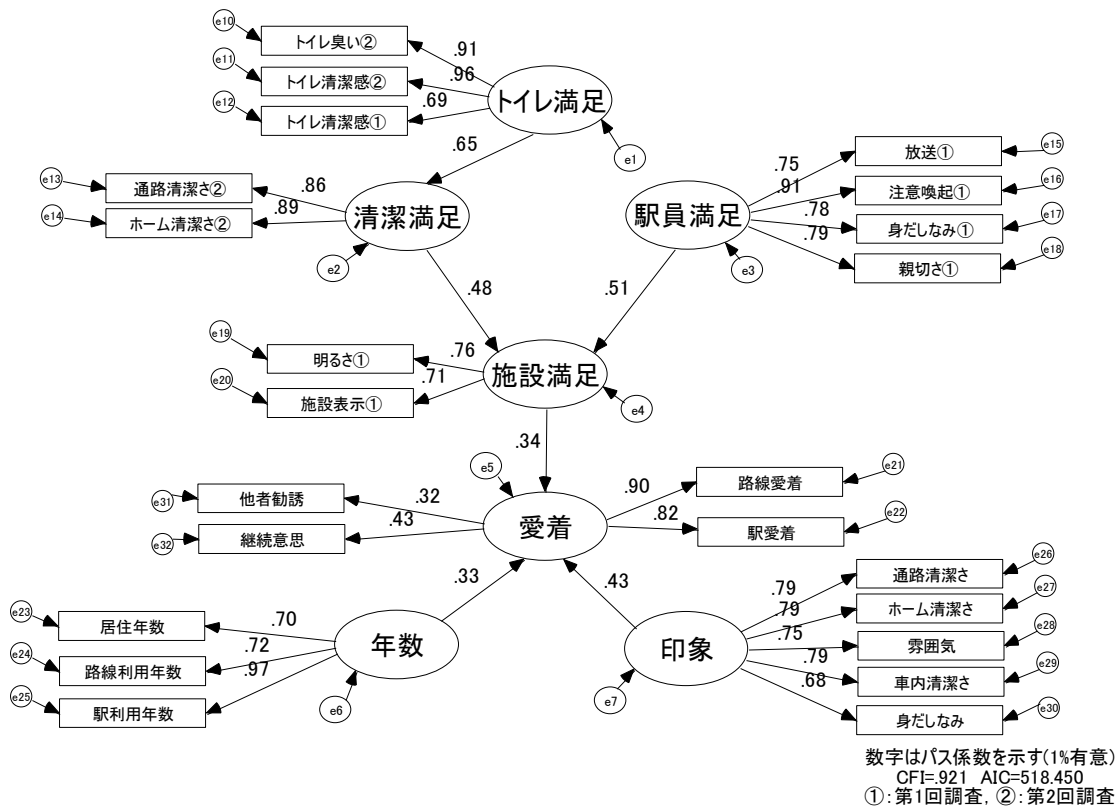 e10
トイレ臭い②
.91
e11
トイレ清潔感②
.96
e12
トイレ清潔感①
.69
トイレ満足
e1
.65
e13
通路清潔さ②
.86
e14
ホーム清潔さ②
.89
清潔満足
e2
駅員満足
e3
.75
放送①
e15
.91
注意喚起①
e16
.78
身だしなみ①
e17
.79
親切さ①
e18
.48
.51
e19
明るさ①
.76
e20
施設表示①
.71
施設満足
e4
.34
e5
e31
他者勧誘
.32
e32
継続意思
.43
愛着
.90
路線愛着
e21
.82
駅愛着
e22
.33
.43
e23
居住年数
.70
e24
路線利用年数
.72
e25
駅利用年数
.97
年数
e6
印象
e7
.79
通路清潔さ
e26
.79
ホーム清潔さ
e27
.75
雰囲気
e28
.79
車内清潔さ
e29
.68
身だしなみ
e30
数字はパス係数を示す(1%有意)
CFI=.921 AIC=518.450
①:第1回調査, ②:第2回調査